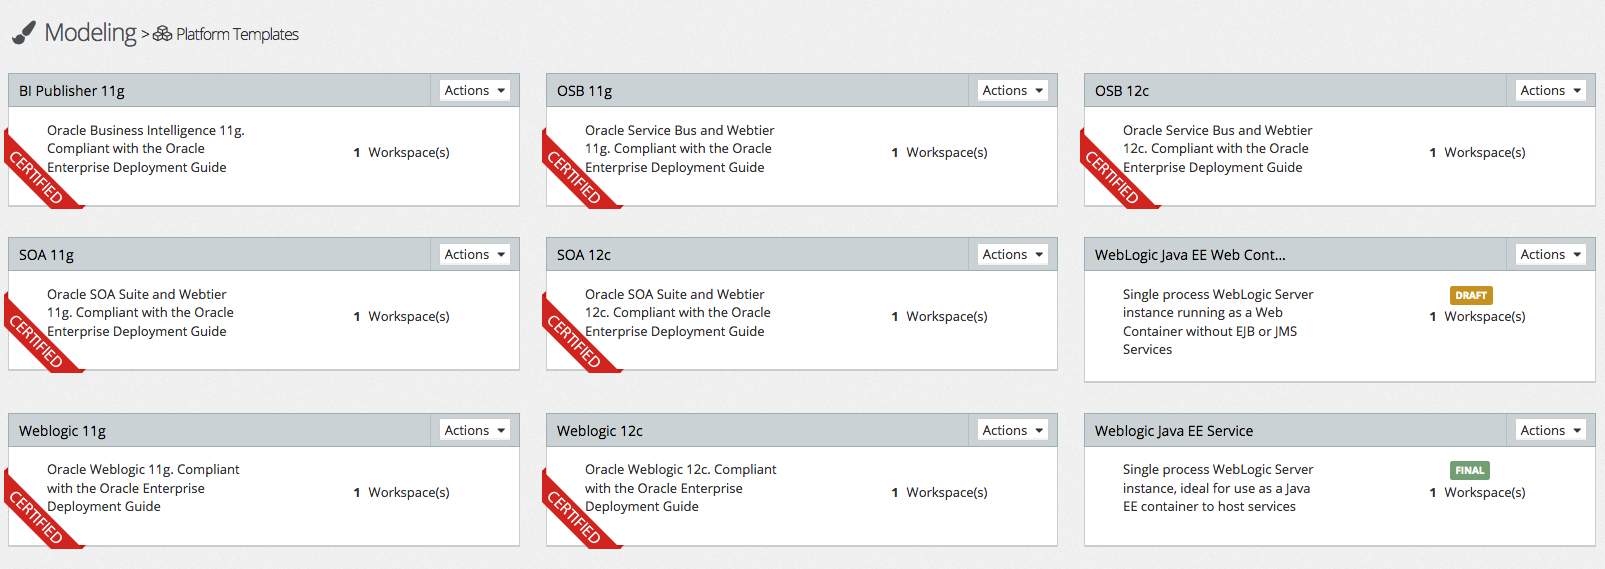 Modeling > Platform Templates
BI Publisher 11g
Actions
Oracle Business Intelligence 11g.
Compliant with the Oracle
Enterprise Deployment Guide
1 Workspace(s)
CERTIFIED
OSB 11g
Actions
Oracle Service Bus and Webtier
11g. Compliant with the Oracle
Enterprise Deployment Guide
1 Workspace(s)
CERTIFIED
OSB 12c
Actions
Oracle Service Bus and Webtier
12c. Compliant with the Oracle
Enterprise Deployment Guide
1 Workspace(s)
CERTIFIED
SOA 11g
Actions
Oracle SOA Suite and Webtier
11g. Compliant with the Oracle
Enterprise Deployment Guide
1 Workspace(s)
CERTIFIED
SOA 12c
Actions
Oracle SOA Suite and Webtier
12c. Compliant with the Oracle
Enterprise Deployment Guide
1 Workspace(s)
CERTIFIED
WebLogic Java EE Web Cont...
Actions
Single process WebLogic Server
instance running as a Web
Container without EJB or JMS
Services
DRAFT
1 Workspace(s)
Weblogic 11g
Actions
Oracle Weblogic 11g. Compliant
with the Oracle Enterprise
Deployment Guide
1 Workspace(s)
CERTIFIED
Weblogic 12c
Actions
Oracle Weblogic 12c. Compliant
with the Oracle Enterprise
Deployment Guide
1 Workspace(s)
CERTIFIED
Weblogic Java EE Service
Actions
Single process WebLogic Server
instance, ideal for use as a Java
EE container to host services
FINAL
1 Workspace(s)